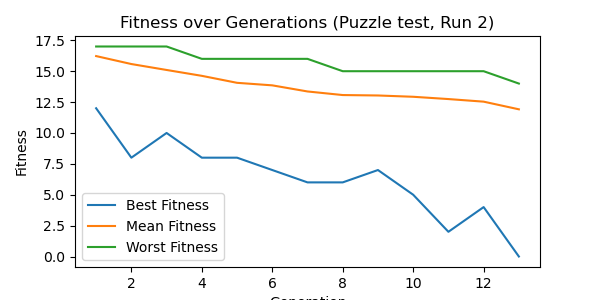 Fitness over Generations (Puzzle test, Run 2)
17.5
15.0
12.5
10.0
7.5
5.0
2.5
0.0
Fitness
Best Fitness
Mean Fitness
Worst Fitness
2 4 6 8 10 12
Generation